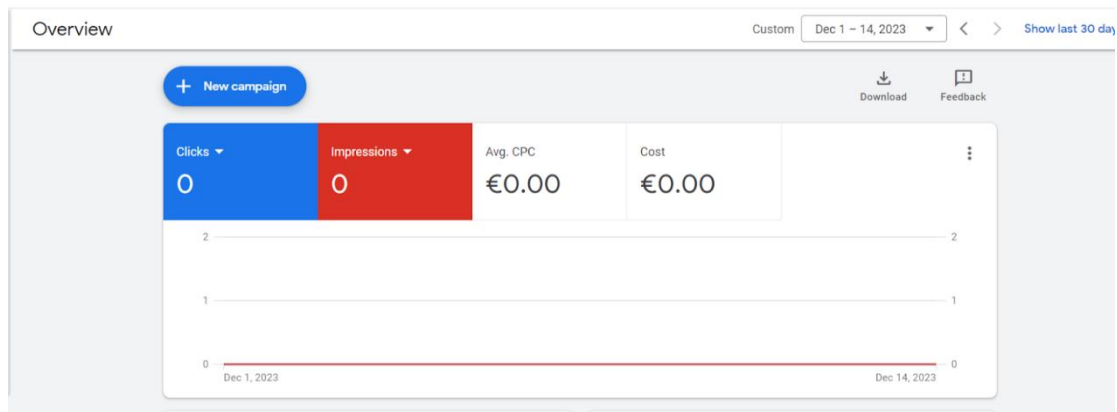 Overview
Custom Dec 1 – 14, 2023 Show last 30 day
+ New campaign
Download Feedback
Clicks Impressions Avg. CPC Cost
0 0 €0.00 €0.00
2 2
1 1
0 0
Dec 1, 2023 Dec 14, 2023